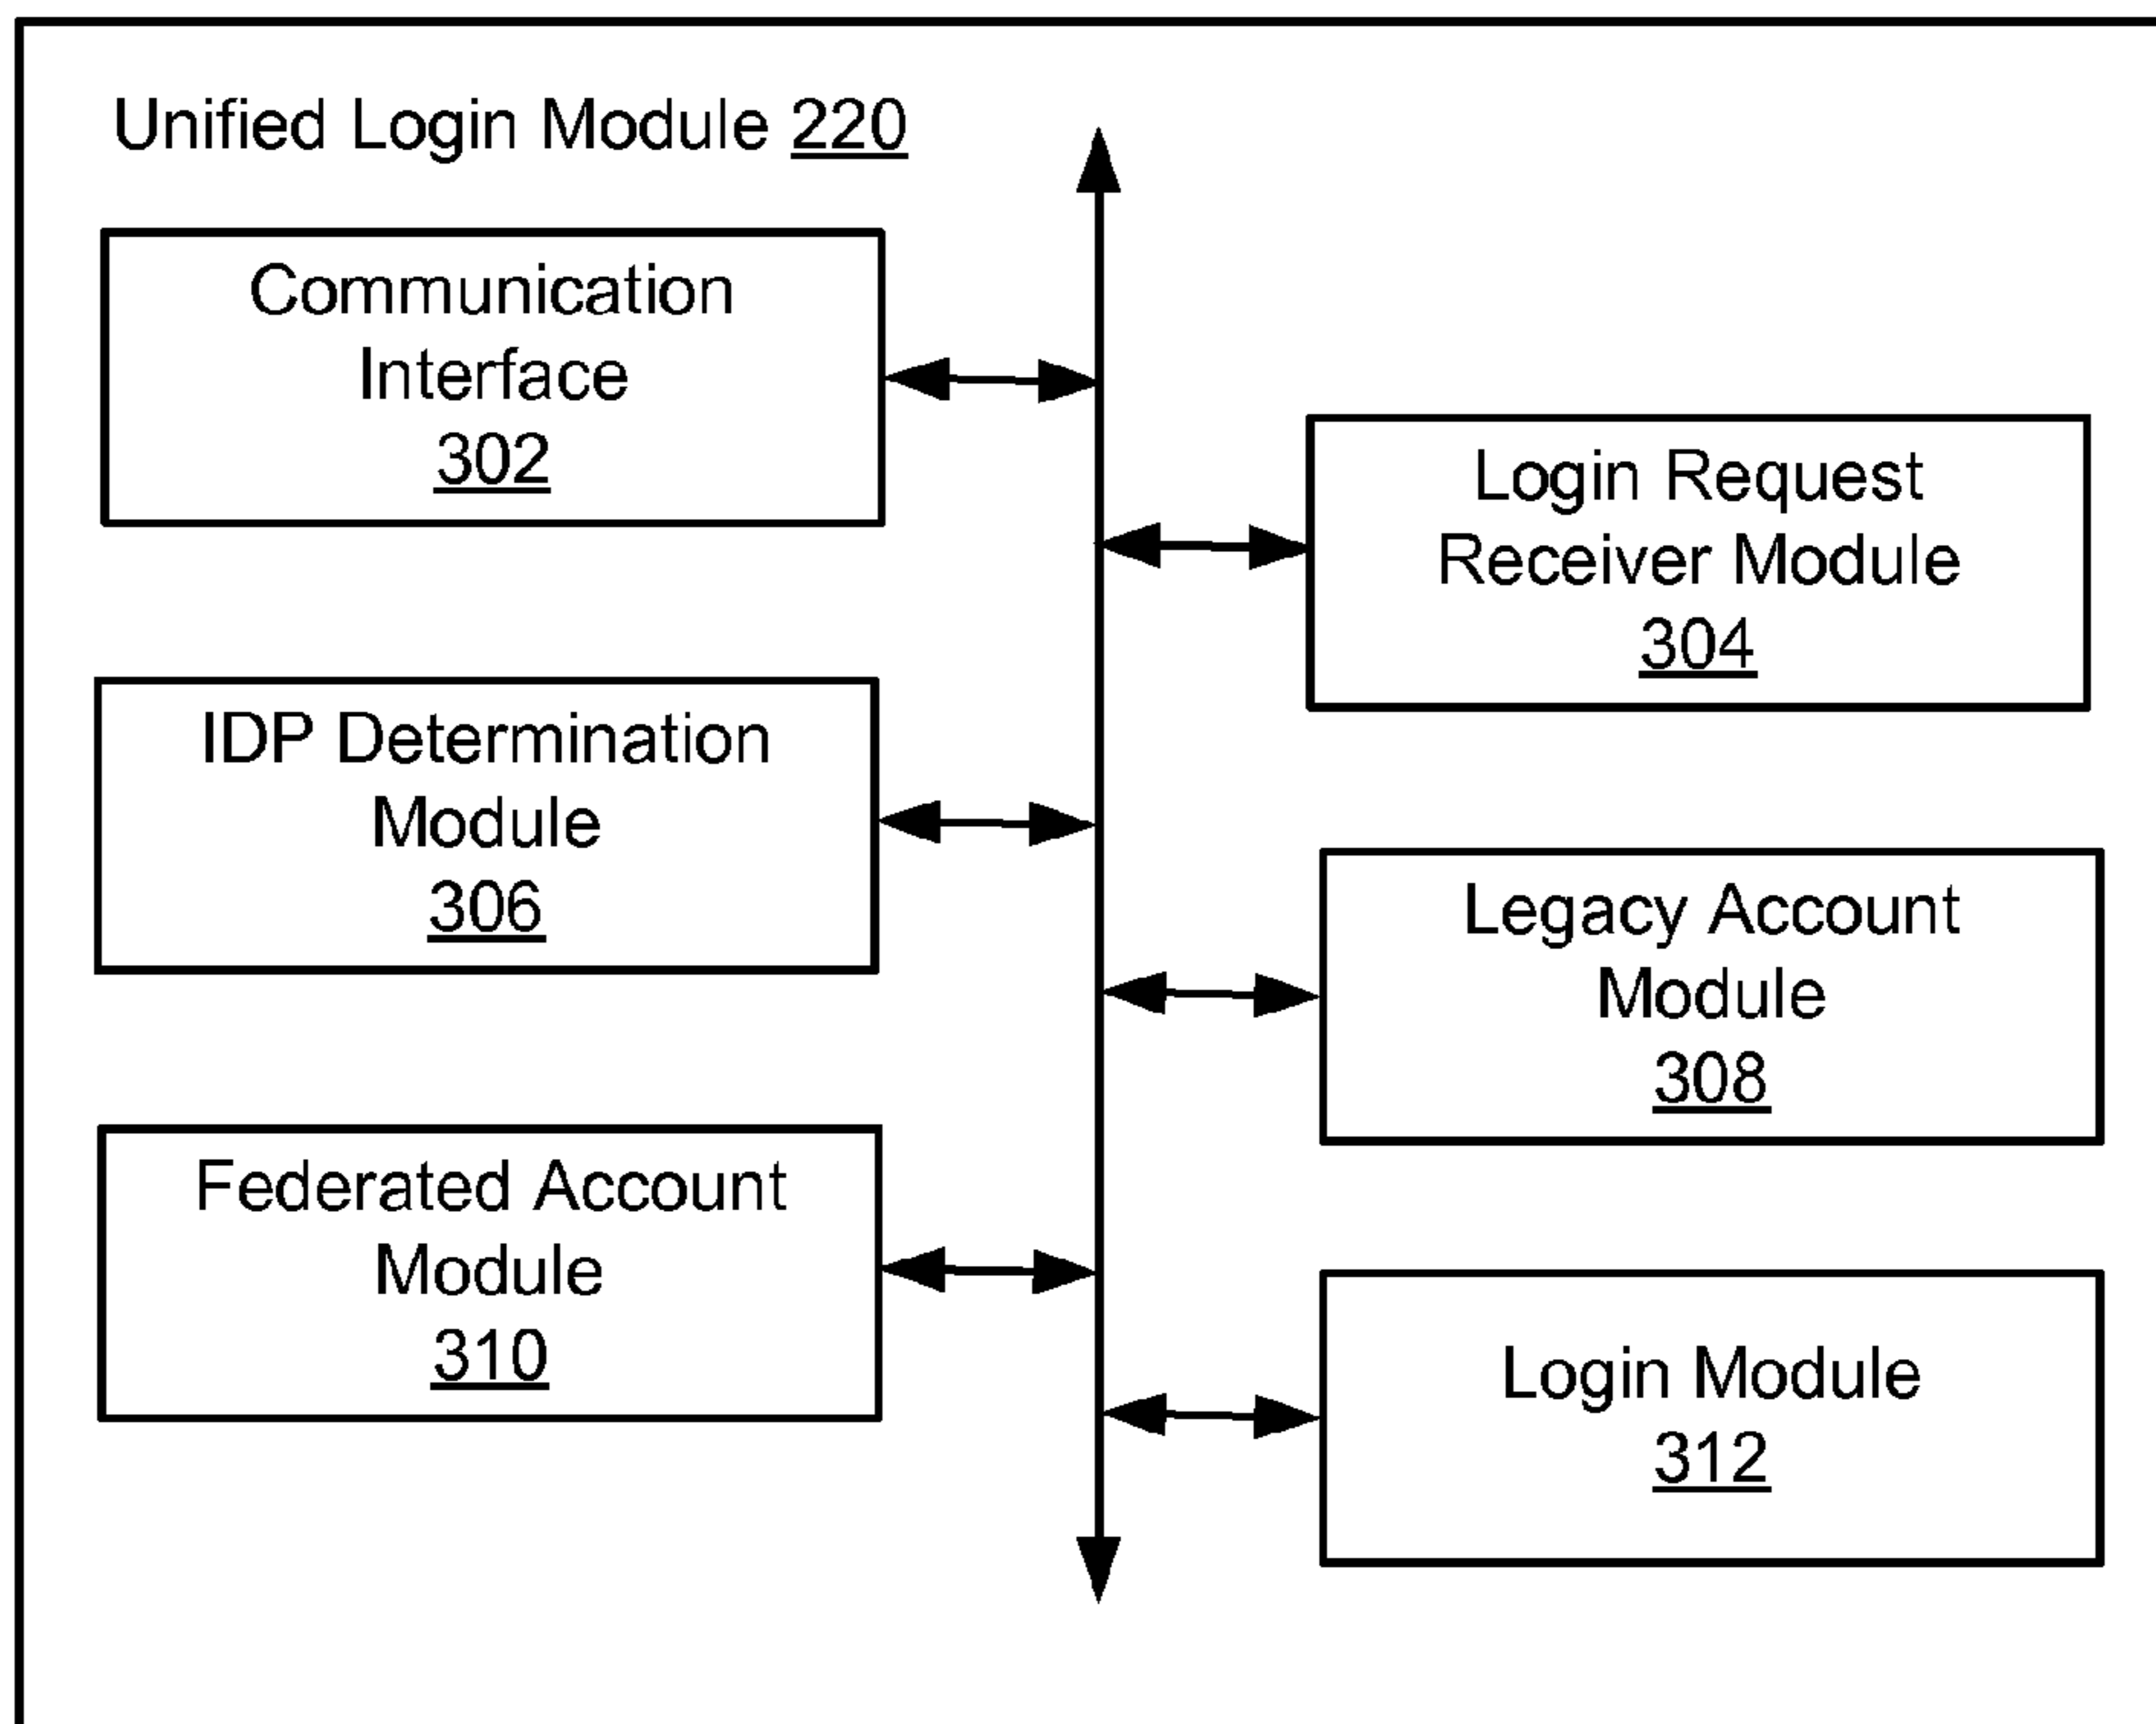 Unified Login Module 220
Communication
Interface
302
Login Request
Receiver Module
304
IDP Determination
Module
306
Legacy Account
Module
308
Federated Account
Module
310
Login Module
312